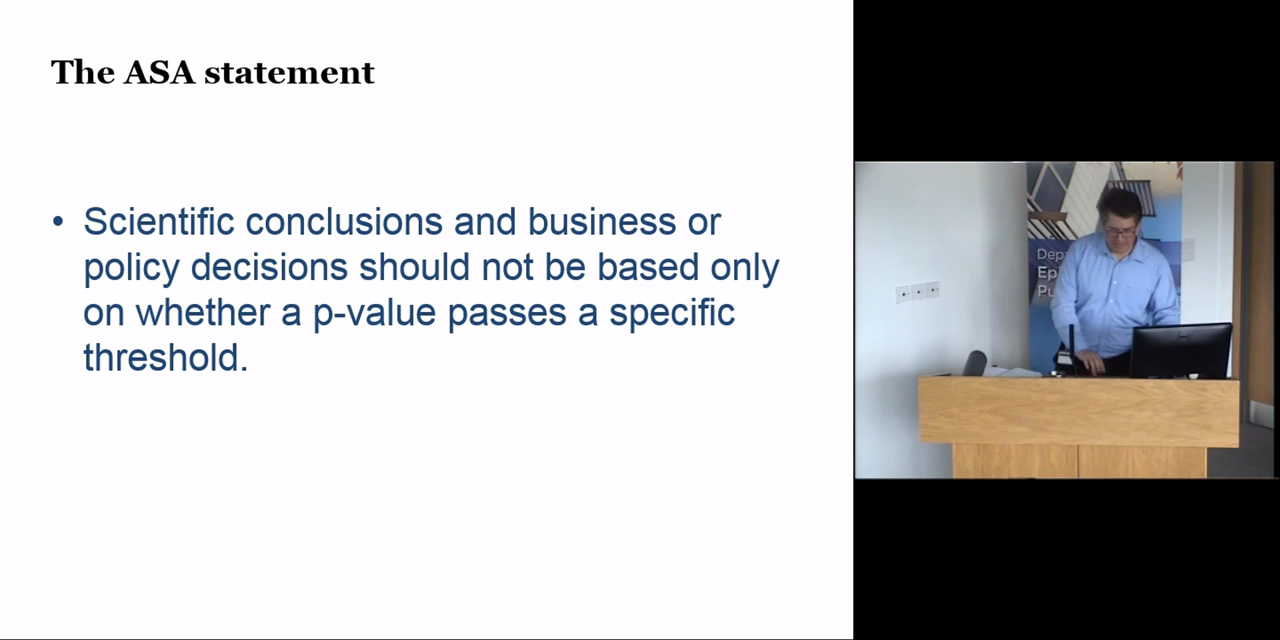 The ASA statement
• Scientific conclusions and business or
policy decisions should not be based only
on whether a p-value passes a specific
threshold.